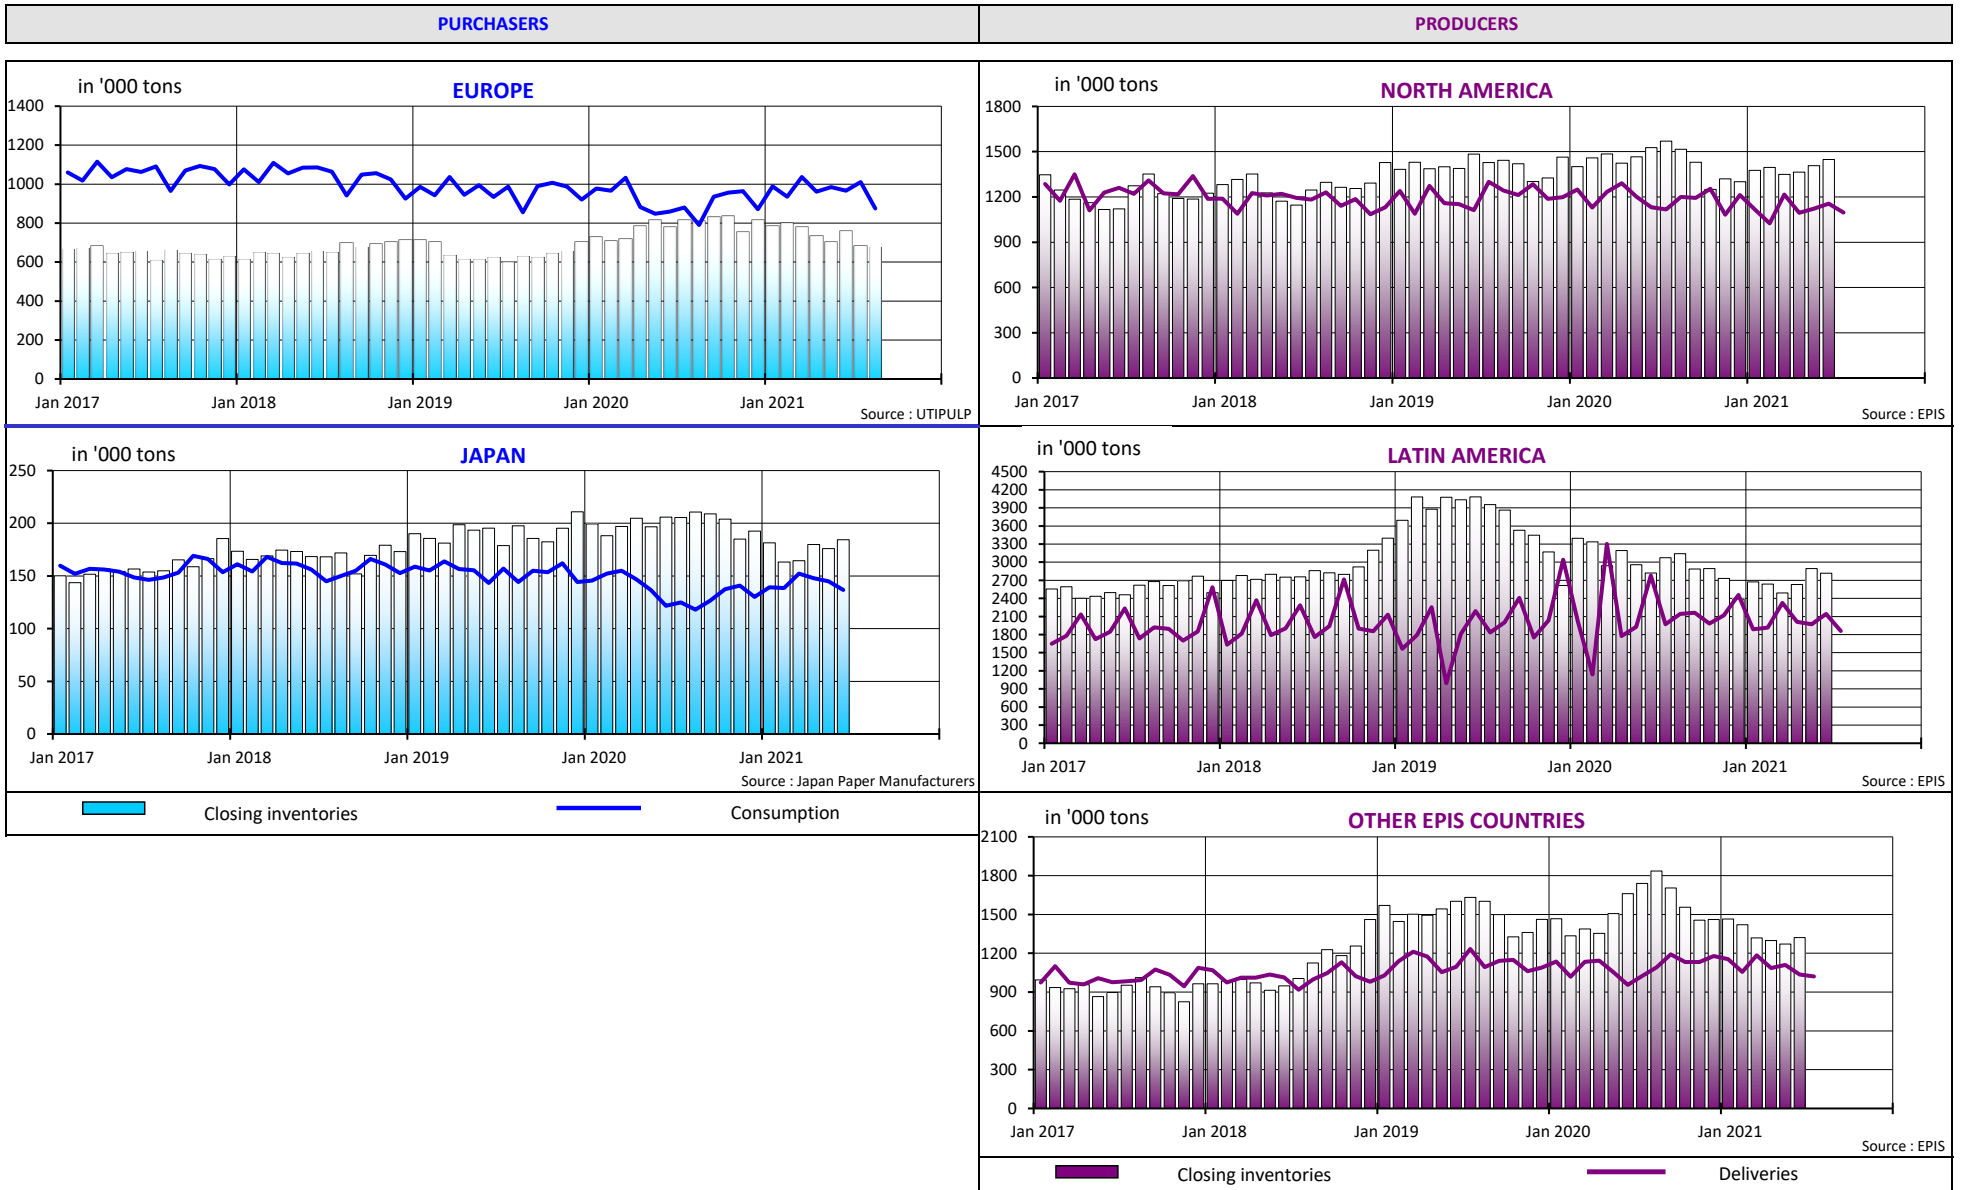 PURCHASERS
PRODUCERS
in '000 tons
EUROPE
1400
1200
1000
800
600
400
200
0
Jan 2017 Jan 2018 Jan 2019 Jan 2020 Jan 2021
Source : UTIPULP
in '000 tons
NORTH AMERICA
1800
1500
1200
900
600
300
0
Jan 2017 Jan 2018 Jan 2019 Jan 2020 Jan 2021
Source : EPIS
in '000 tons
JAPAN
250
200
150
100
50
0
Jan 2017 Jan 2018 Jan 2019 Jan 2020 Jan 2021
Source : Japan Paper Manufacturers
Closing inventories
Consumption
in '000 tons
LATIN AMERICA
4500
4200
3900
3600
3300
3000
2700
2400
2100
1800
1500
1200
900
600
300
0
Jan 2017 Jan 2018 Jan 2019 Jan 2020 Jan 2021
Source : EPIS
in '000 tons
OTHER EPIS COUNTRIES
2100
1800
1500
1200
900
600
300
0
Jan 2017 Jan 2018 Jan 2019 Jan 2020 Jan 2021
Source : EPIS
Closing inventories
Deliveries